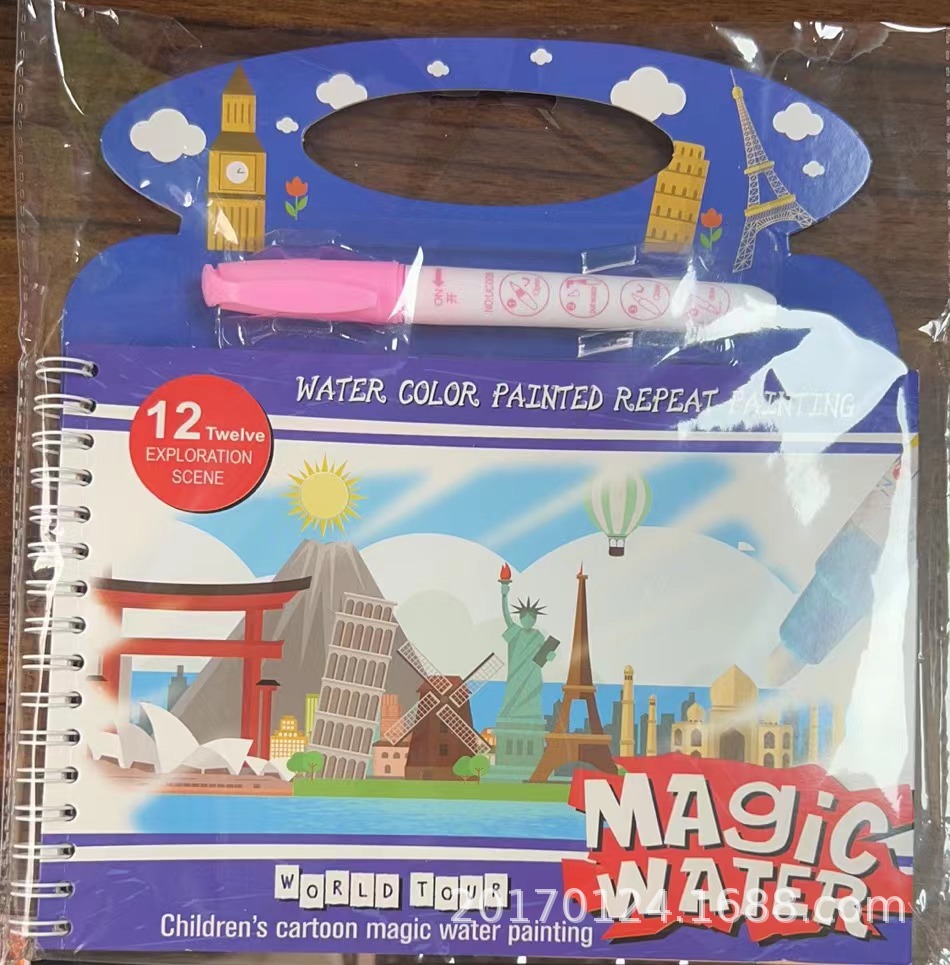 ON
WATER COLOR PAINTED REPEAT PAINTING
12 Twelve
EXPLORATION
SCENE
MAGIC
WATER
WORLD TOUR
Children's cartoon magic water painting
20170124.1688.com